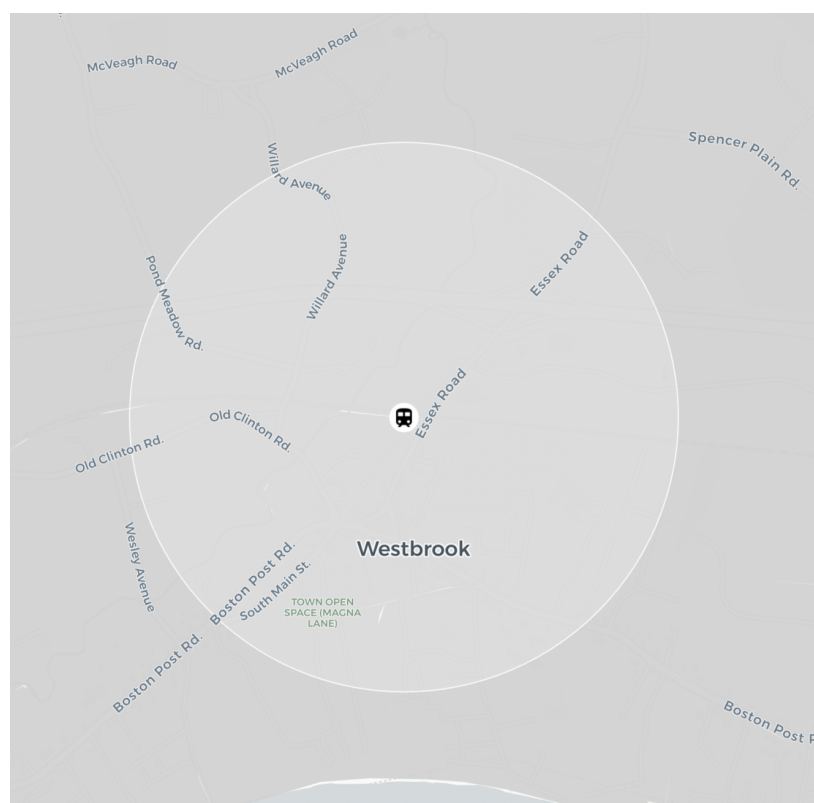 McVeagh Road
McVeagh Road
Spencer Plain Rd.
Willard Avenue
Essex Road
Willard Avenue
Pond Meadow Rd.
Essex Road
Old Clinton Rd.
Old Clinton Rd.
Wesley Avenue
Westbrook
Boston Post Rd.
South Main St.
TOWN OPEN
SPACE (MAGNA
LANE)
Boston Post Rd.
Boston Post R